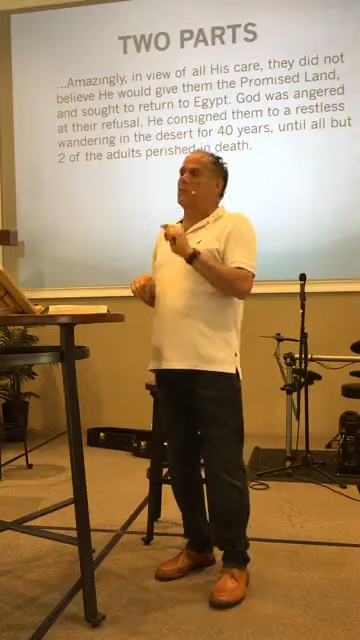 TWO PARTS
...Amazingly, in view of all His care, they did not
believe He would give them the Promised Land,
and sought to return to Egypt. God was angered
at their refusal. He consigned them to a restless
wandering in the desert for 40 years, until all but
2 of the adults perished in death.